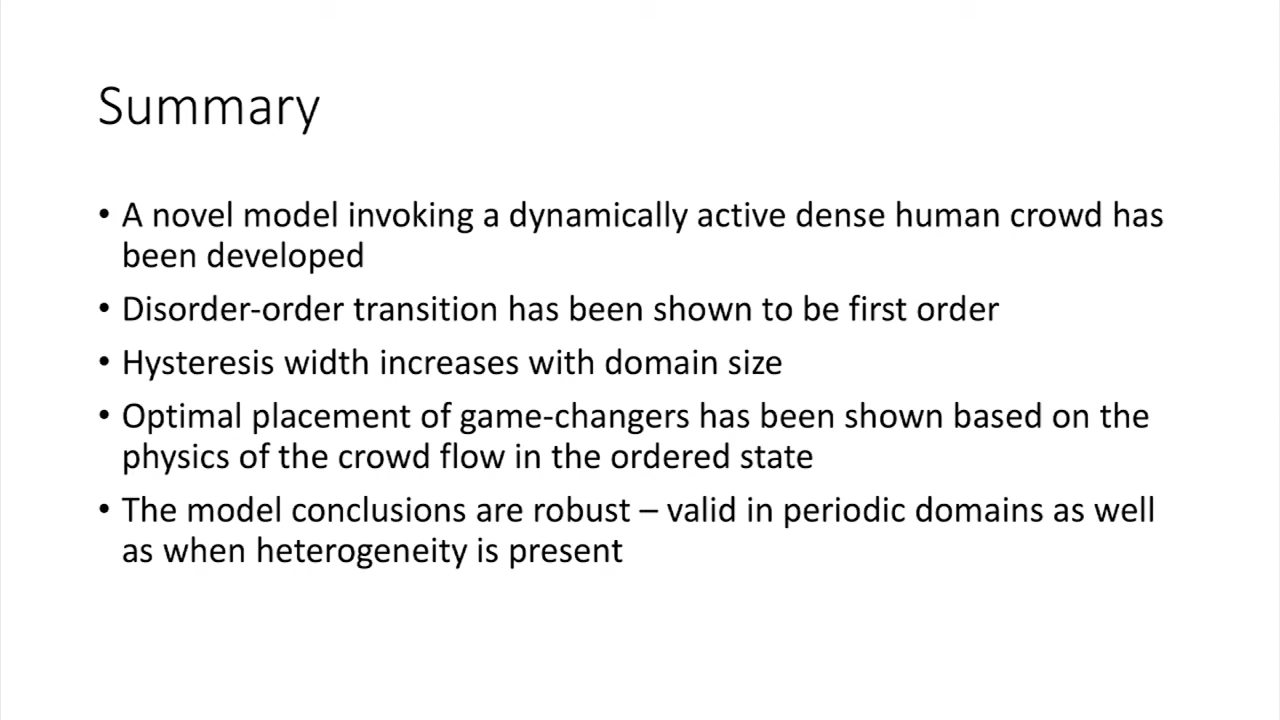 Summary
• A novel model invoking a dynamically active dense human crowd has
been developed
• Disorder-order transition has been shown to be first order
• Hysteresis width increases with domain size
• Optimal placement of game-changers has been shown based on the
physics of the crowd flow in the ordered state
• The model conclusions are robust – valid in periodic domains as well
as when heterogeneity is present